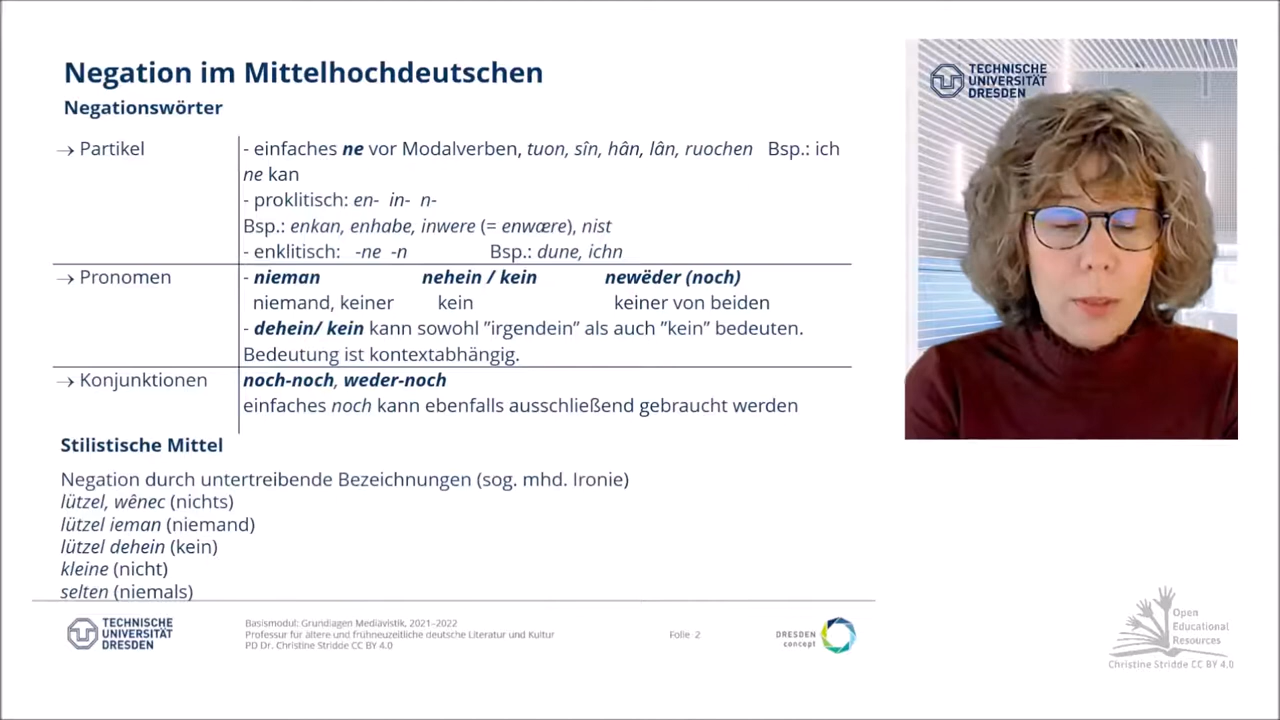 Negation im Mittelhochdeutschen
Negationswörter
→ Partikel
- einfaches ne vor Modalverben, tuon, sîn, hân, lân, ruochen Bsp.: ich
ne kan
- proklitisch: en- in- n-
Bsp.: enkan, enhabe, inwere (= enwære), nist
- enklitisch: -ne -n Bsp.: dune, ichn
→ Pronomen
- nieman nehein / kein newëder (noch)
niemand, keiner kein keiner von beiden
- dehein/ kein kann sowohl ”irgendein” als auch ”kein” bedeuten.
Bedeutung ist kontextabhängig.
→ Konjunktionen
noch-noch, weder-noch
einfaches noch kann ebenfalls ausschließend gebraucht werden
Stilistische Mittel
Negation durch untertreibende Bezeichnungen (sog. mhd. Ironie)
lützel, wênec (nichts)
lützel ieman (niemand)
lützel dehein (kein)
kleine (nicht)
selten (niemals)
TECHNISCHE
UNIVERSITÄT
DRESDEN
Basismodul: Grundlagen Mediävistik, 2021–2022
Professur für ältere und frühneuzeitliche deutsche Literatur und Kultur
PD Dr. Christine Stridde CC BY 4.0
Folie 2
DRESDEN
concept
TECHNISCHE
UNIVERSITÄT
DRESDEN
Open
Educational
Resources
Christine Stridde CC BY 4.0